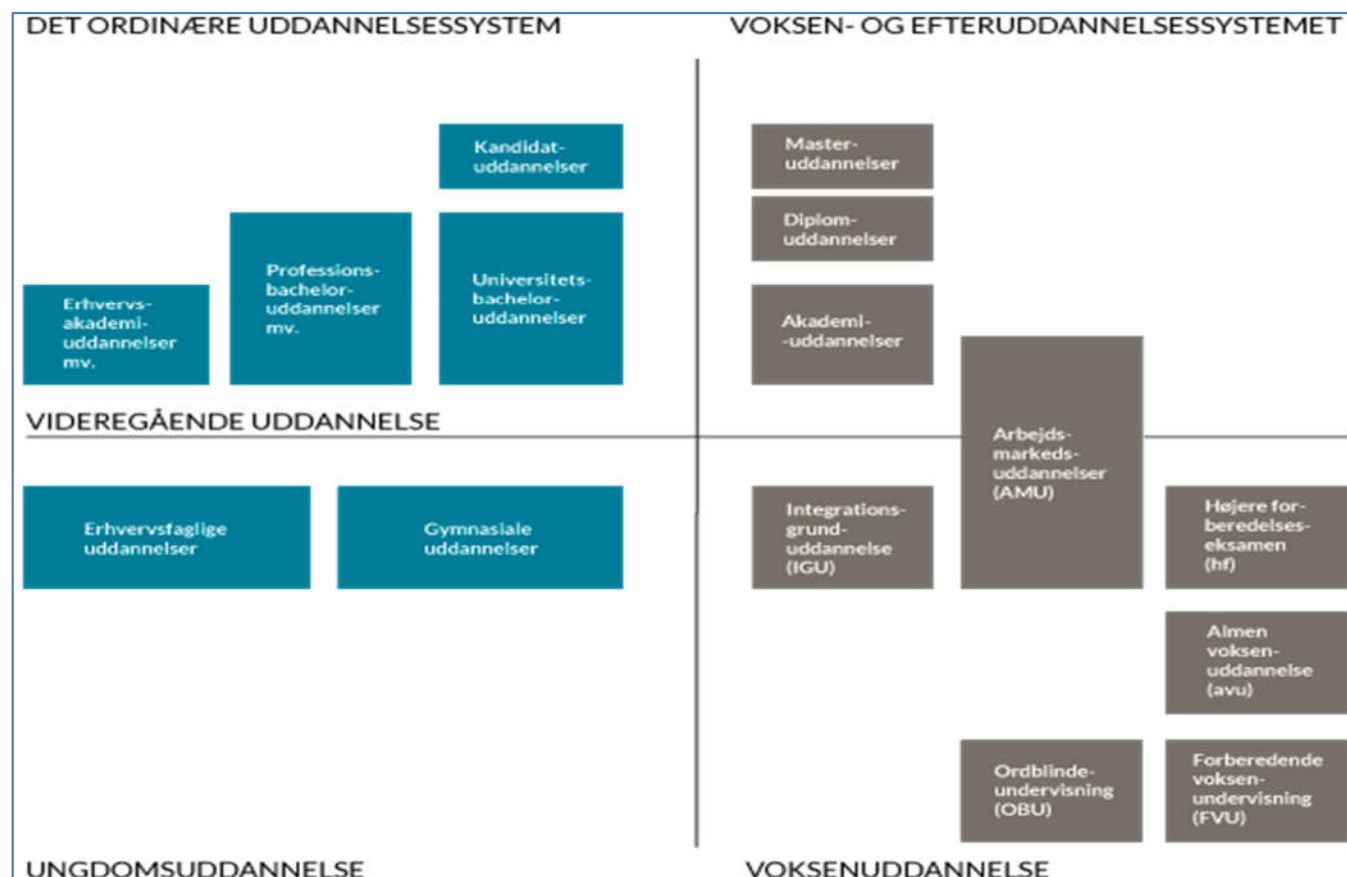 DET ORDINÆRE UDDANNELSESSYSTEM
VOKSEN- OG EFTERUDDANNELSESSYSTEMET
Kandidat-
uddannelser
Professions-
bachelor-
uddannelser
mv.
Universitets-
bachelor-
uddannelser
Erhvervs-
akademi-
uddannelser
mv.
VIDEREGÅENDE UDDANNELSE
Erhvervsfaglige
uddannelser
Gymnasiale
uddannelser
UNGDOMSUDDANNELSE
Master-
uddannelser
Diplom-
uddannelser
Akademi-
-uddannelser
Arbejds-
markeds-
uddannelser
(AMU)
Integrations-
grund-
uddannelse
(IGU)
Højere for-
beredelses-
eksamen
(hf)
Almen
voksen-
uddannelse
(avu)
Ordblinde-
undervisning
(OBU)
Forberedende
voksen-
undervisning
(FVU)
VOKSENUDDANNELSE